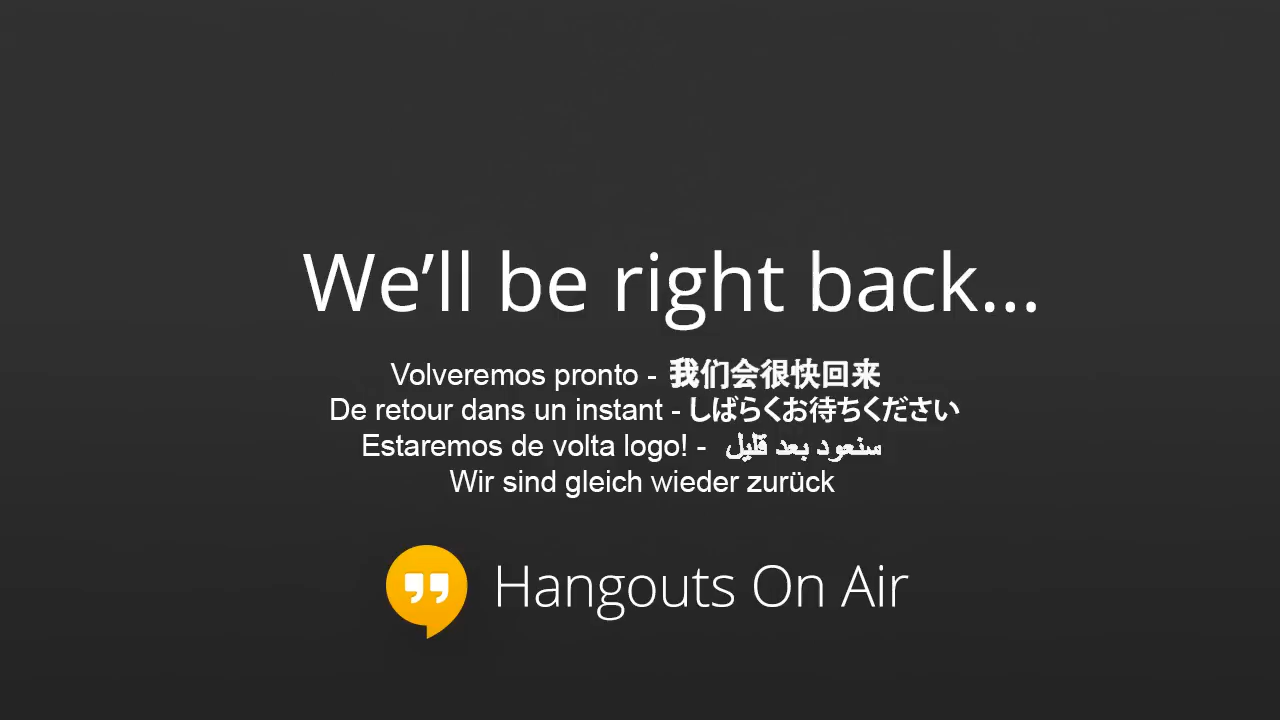 We’ll be right back...
Volveremos pronto - 我们会很快回来
De retour dans un instant - しばらくお待ちください
Estaremos de volta logo! - سنعود بعد قليل
Wir sind gleich wieder zurück
Hangouts On Air